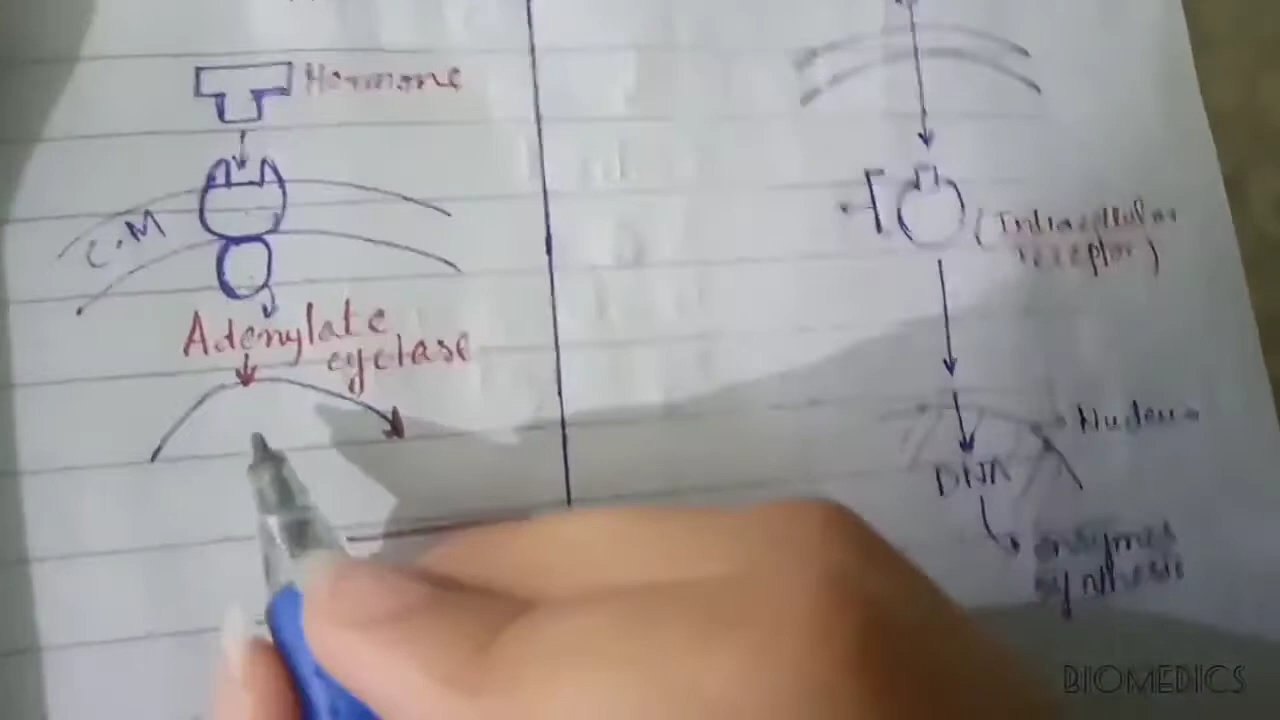 Hormone
C.M
Adenylate
cyclase
(Intracellular
receptor)
Nucleus
DNA
enzymes
synthesis
BIOMEDICS